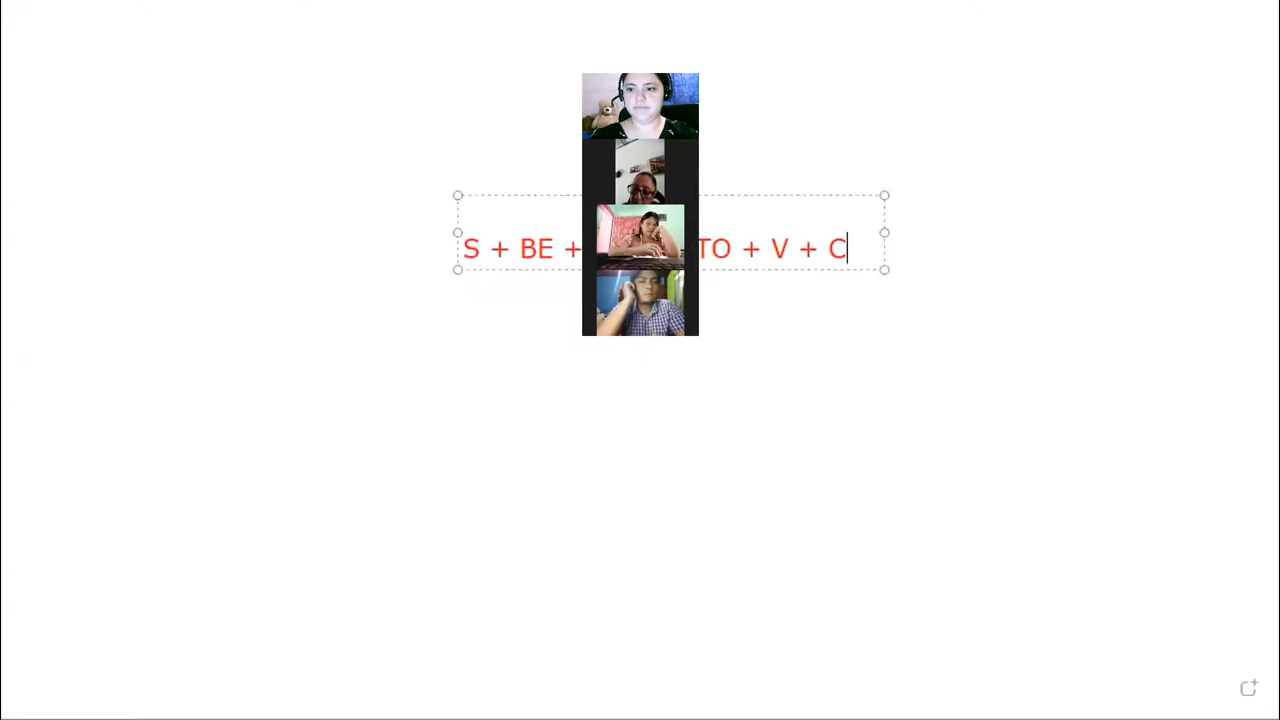 S + BE + TO + V + C